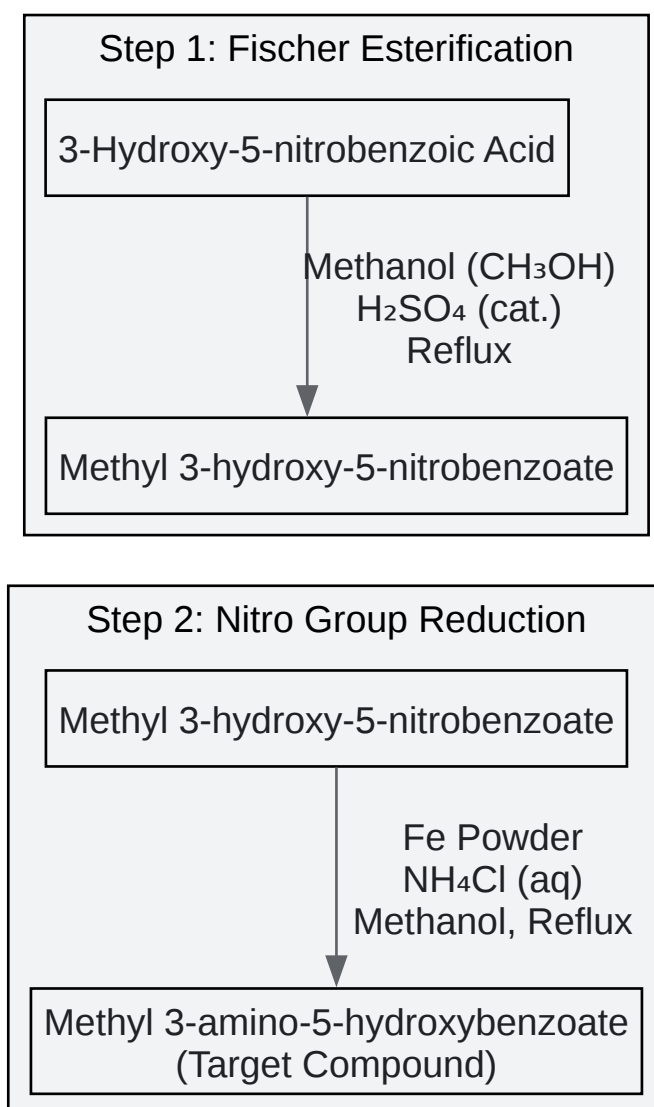 Step 1: Fischer Esterification
3-Hydroxy-5-nitrobenzoic Acid
Methanol (CH₃OH)
H₂SO₄ (cat.)
Reflux
Methyl 3-hydroxy-5-nitrobenzoate
Step 2: Nitro Group Reduction
Methyl 3-hydroxy-5-nitrobenzoate
Fe Powder
NH₄Cl (aq)
Methanol, Reflux
Methyl 3-amino-5-hydroxybenzoate
(Target Compound)